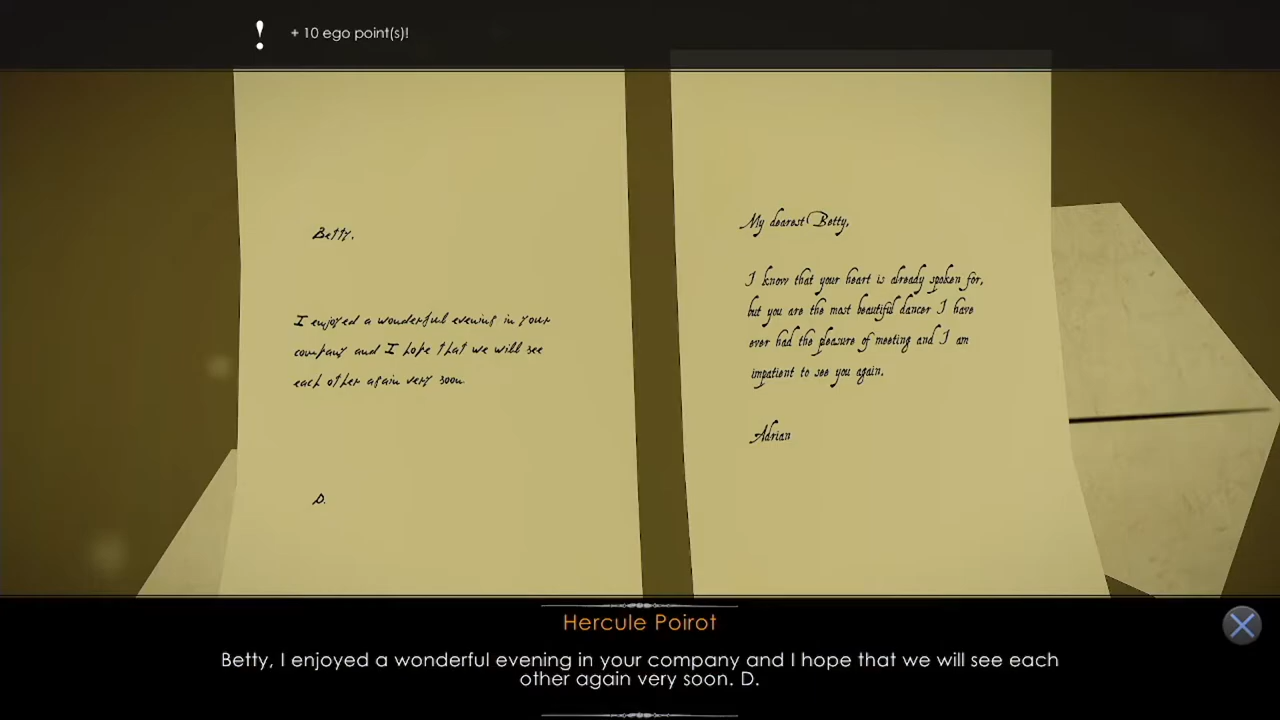 ! + 10 ego point(s)!
Betty.
I enjoyed a wonderful evening in your
company and I hope that we will see
each other again very soon.
D.
My dearest Betty,
I know that your heart is already spoken for,
but you are the most beautiful dancer I have
ever had the pleasure of meeting and I am
impatient to see you again.
Adrian
Hercule Poirot
Betty, I enjoyed a wonderful evening in your company and I hope that we will see each
other again very soon. D.